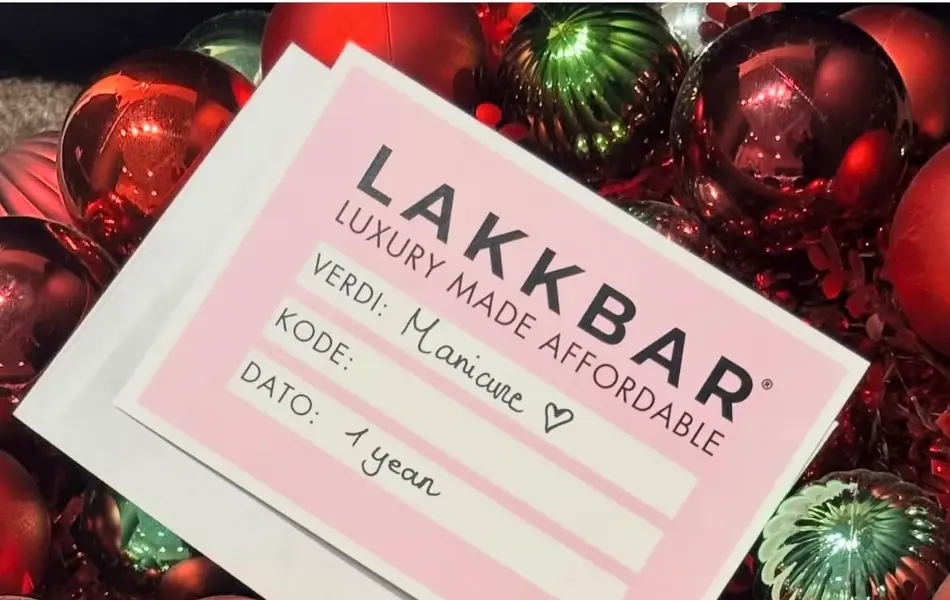 LAKKBAR®
LUXURY MADE AFFORDABLE
VERDI: Manicure ♡
KODE:
DATO: 1 year